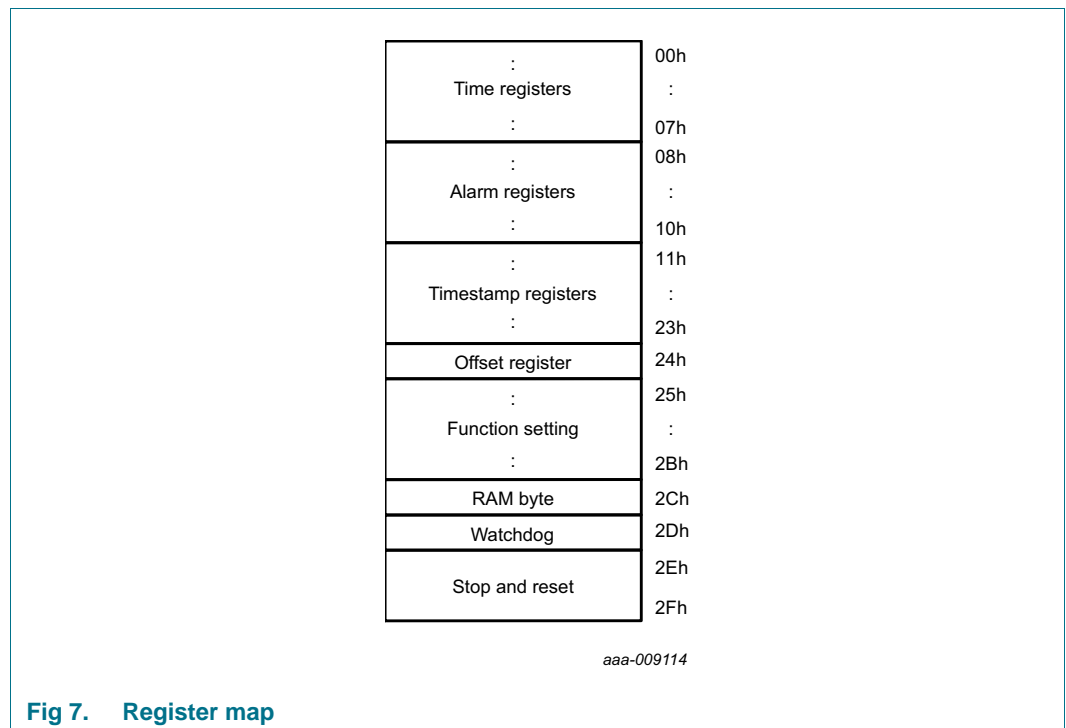 :
00h
Time registers
:
:
07h
:
08h
Alarm registers
:
:
10h
:
11h
Timestamp registers
:
:
23h
Offset register
24h
:
25h
Function setting
:
:
2Bh
RAM byte
2Ch
Watchdog
2Dh
Stop and reset
2Eh
2Fh
aaa-009114
Fig 7. Register map